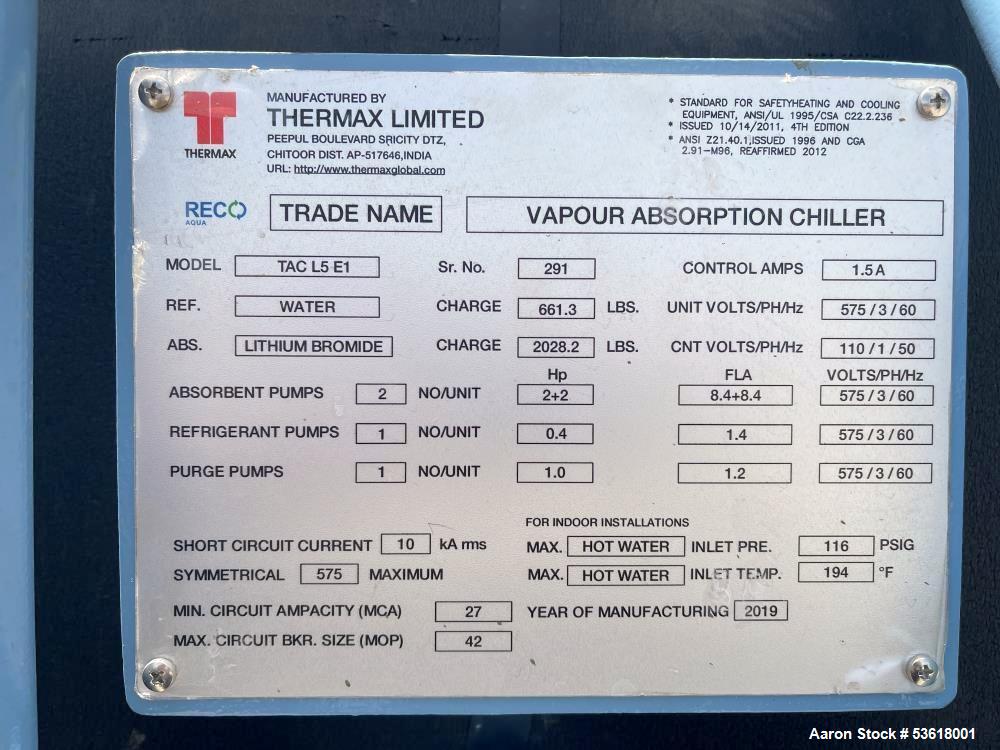 THERMAX
MANUFACTURED BY
THERMAX LIMITED
PEEPUL BOULEVARD SRICITY DTZ,
CHITOOR DIST. AP-517646,INDIA
URL: http://www.thermaxglobal.com
* STANDARD FOR SAFETYHEATING AND COOLING
EQUIPMENT, ANSI/UL 1995/CSA C22.2.236
* ISSUED 10/14/2011, 4TH EDITION
* ANSI Z21.40.1,ISSUED 1996 AND CGA
2.91-M96, REAFFIRMED 2012
RECO
AQUA
TRADE NAME VAPOUR ABSORPTION CHILLER
MODEL TAC L5 E1 Sr. No. 291 CONTROL AMPS 1.5 A
REF. WATER CHARGE 661.3 LBS. UNIT VOLTS/PH/Hz 575 / 3 / 60
ABS. LITHIUM BROMIDE CHARGE 2028.2 LBS. CNT VOLTS/PH/Hz 110 / 1 / 50
Hp FLA VOLTS/PH/Hz
ABSORBENT PUMPS 2 NO/UNIT 2+2 8.4+8.4 575 / 3 / 60
REFRIGERANT PUMPS 1 NO/UNIT 0.4 1.4 575 / 3 / 60
PURGE PUMPS 1 NO/UNIT 1.0 1.2 575 / 3 / 60
FOR INDOOR INSTALLATIONS
SHORT CIRCUIT CURRENT 10 kA rms MAX. HOT WATER INLET PRE. 116 PSIG
SYMMETRICAL 575 MAXIMUM MAX. HOT WATER INLET TEMP. 194 °F
MIN. CIRCUIT AMPACITY (MCA) 27 YEAR OF MANUFACTURING 2019
MAX. CIRCUIT BKR. SIZE (MOP) 42
Aaron Stock # 53618001